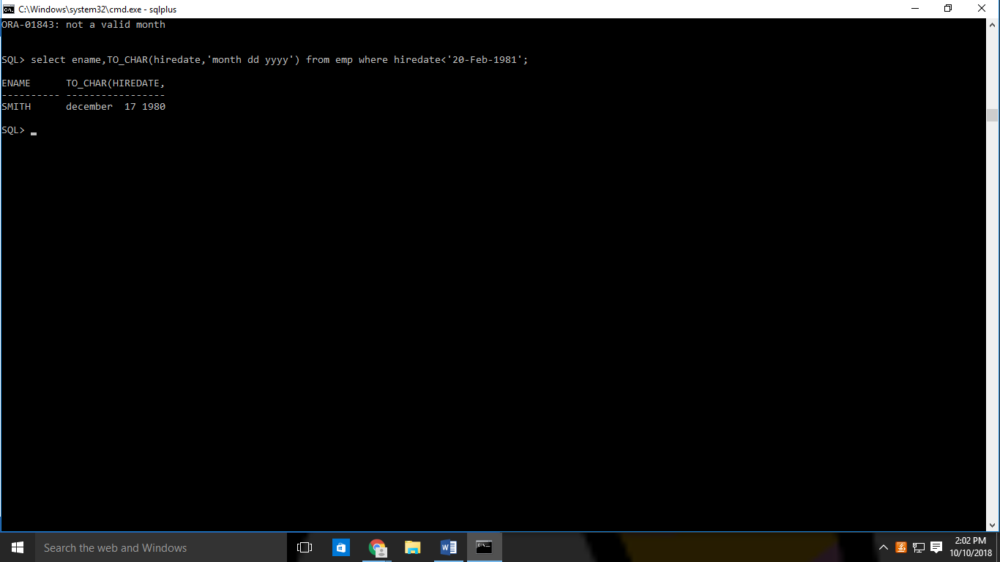 C:\Windows\system32\cmd.exe - sqlplus
ORA-01843: not a valid month
SQL> select ename,TO_CHAR(hiredate,'month dd yyyy') from emp where hiredate<'20-Feb-1981';
ENAME      TO_CHAR(HIREDATE,
---------- -----------------
SMITH      december  17 1980
SQL>
Search the web and Windows
2:02 PM
10/10/2018